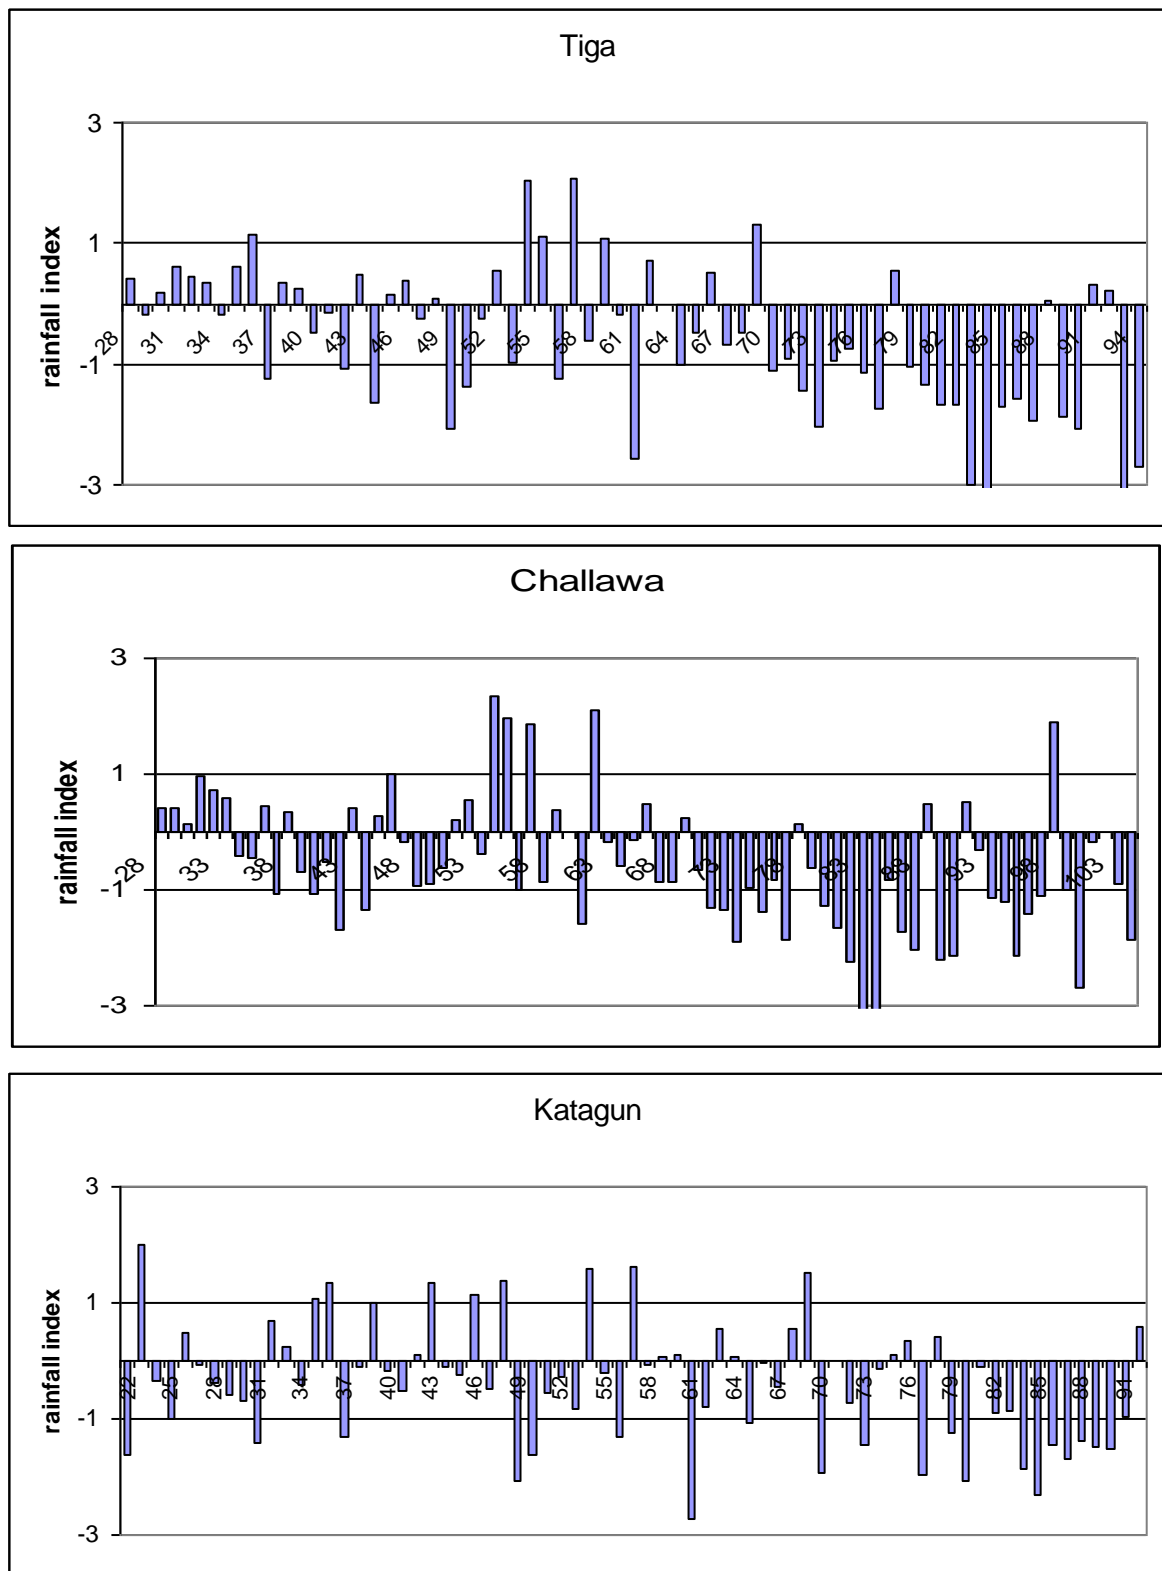 Tiga
3
1
-1
-3
rainfall index
28 31 34 37 40 43 46 49 52 55 58 61 64 67 70 73 76 79 82 85 88 91 94
Challawa
3
1
-1
-3
rainfall index
28 33 38 43 48 53 58 63 68 73 78 83 88 93 98 103
Katagun
3
1
-1
-3
rainfall index
22 25 28 31 34 37 40 43 46 49 52 55 58 61 64 67 70 73 76 79 82 85 88 91